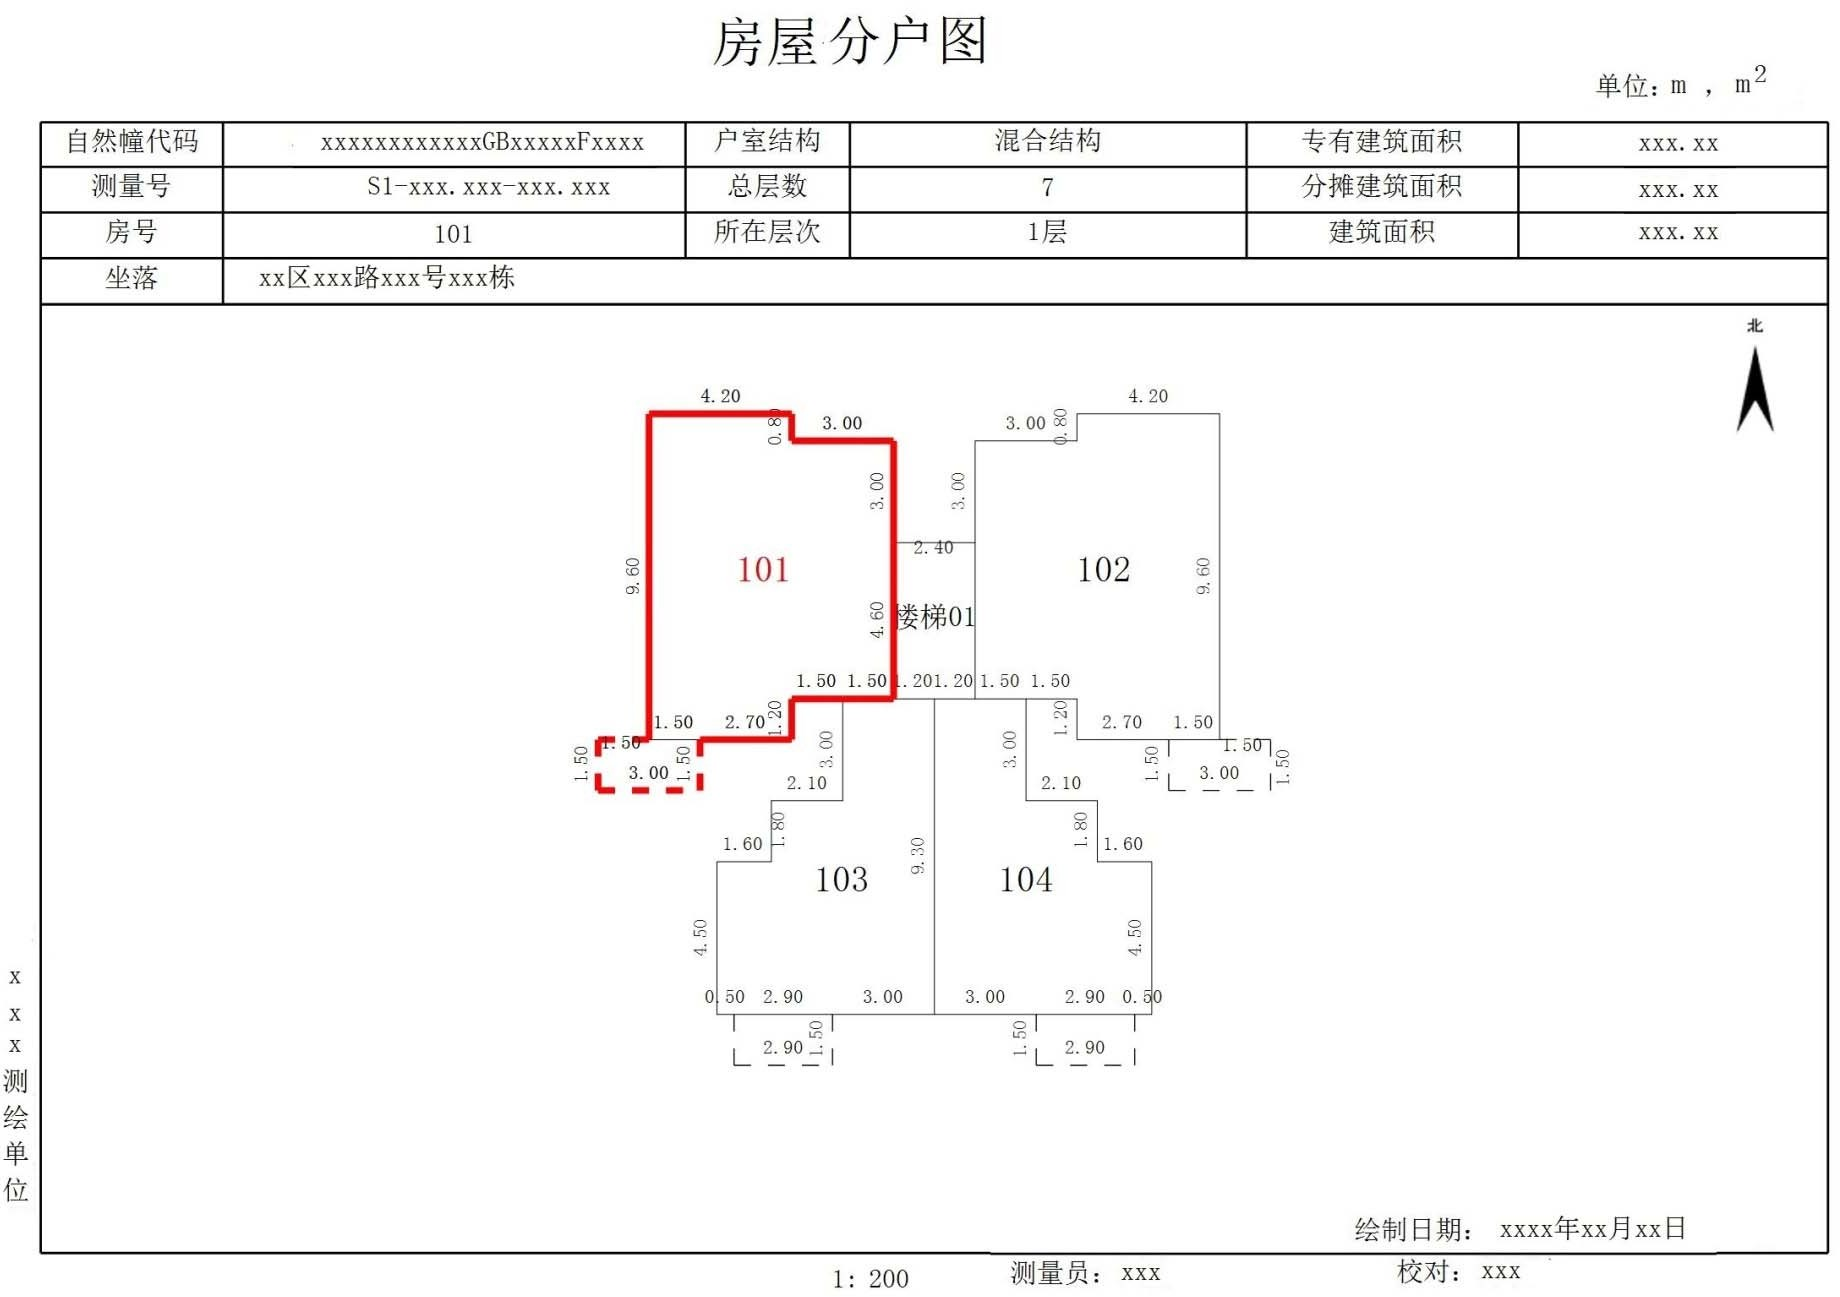 房屋分户图
单位: m , m²
自然幢代码 xxxxxxxxxxxxGBxxxxxFxxxx 户室结构 混合结构 专有建筑面积 xxx.xx
测量号 S1-xxx.xxx-xxx.xxx 总层数 7 分摊建筑面积 xxx.xx
房号 101 所在层次 1层 建筑面积 xxx.xx
坐落 xx区xxx路xxx号xxx栋
北
4.20 4.20
0.80 3.00 3.00 0.80
3.00 3.00
2.40
9.60 101 102 9.60
4.60 楼梯01
1.50 1.50 1.20 1.20 1.50 1.50
1.50 2.70 1.20 1.20 2.70 1.50
1.50 1.50
1.50 3.00 1.50 3.00 3.00 1.50 3.00 1.50
2.10 2.10
1.80 1.80
1.60 1.60
9.30
103 104
4.50 4.50
0.50 2.90 3.00 3.00 2.90 0.50
2.90 1.50 1.50 2.90
xxx测绘单位
绘制日期: xxxx年xx月xx日
1: 200 测量员: xxx 校对: xxx